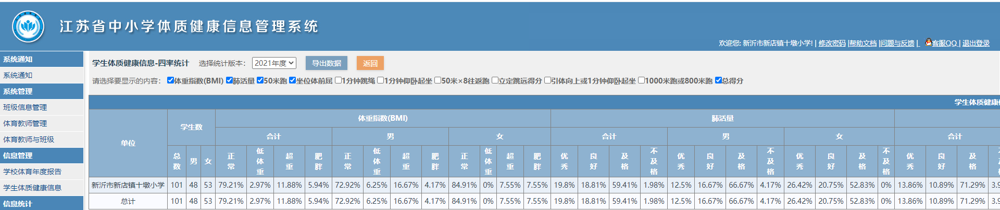 江苏省中小学体质健康信息管理系统
欢迎您: 新沂市新店镇十墩小学! | 修改密码 |帮助文档 |问题与反馈 | 客服QQ | 退出登录
系统通知
系统通知
系统管理
班级信息管理
体育教师管理
体育教师与班级
信息管理
学校体育年度报告
学生体质健康信息
信息统计
学生体质健康信息-四率统计 选择统计版本: 2021年度 导出数据 返回
请选择要显示的内容: 体重指数(BMI) 肺活量 50米跑 坐位体前屈 1分钟跳绳 1分钟仰卧起坐 50米×8往返跑 立定跳远得分 引体向上或1分钟仰卧起坐 1000米跑或800米跑 总得分
学生体质健康
单位 学生数 体重指数(BMI) 肺活量
合计 男 女 合计 男 女 合计
总数 男 女 正常 低体重 超重 肥胖 正常 低体重 超重 肥胖 正常 低体重 超重 肥胖 优秀 良好 及格 不及格 优秀 良好 及格 不及格 优秀 良好 及格 不及格 优秀 良好 及格
新沂市新店镇十墩小学 101 48 53 79.21% 2.97% 11.88% 5.94% 72.92% 6.25% 16.67% 4.17% 84.91% 0% 7.55% 7.55% 19.8% 18.81% 59.41% 1.98% 12.5% 16.67% 66.67% 4.17% 26.42% 20.75% 52.83% 0% 13.86% 10.89% 71.29% 3.9
总计 101 48 53 79.21% 2.97% 11.88% 5.94% 72.92% 6.25% 16.67% 4.17% 84.91% 0% 7.55% 7.55% 19.8% 18.81% 59.41% 1.98% 12.5% 16.67% 66.67% 4.17% 26.42% 20.75% 52.83% 0% 13.86% 10.89% 71.29% 3.9